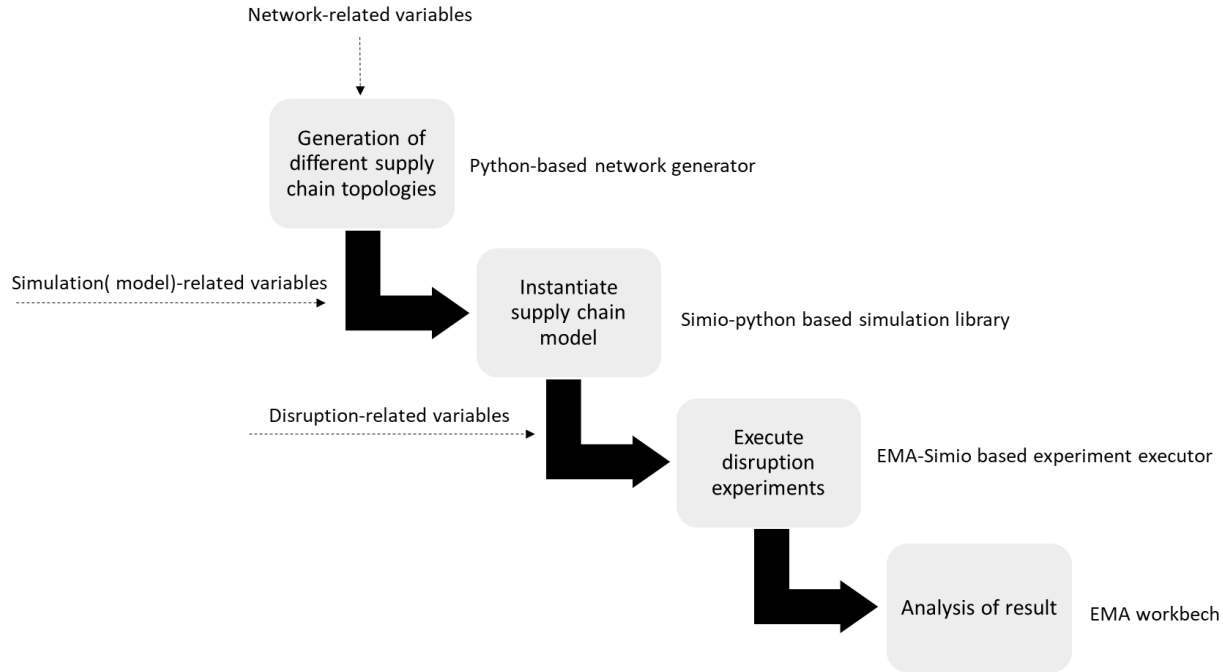 Network-related variables
Generation of
different supply
chain topologies
Python-based network generator
Simulation( model)-related variables
Instantiate
supply chain
model
Simio-python based simulation library
Disruption-related variables
Execute
disruption
experiments
EMA-Simio based experiment executor
Analysis of result
EMA workbech